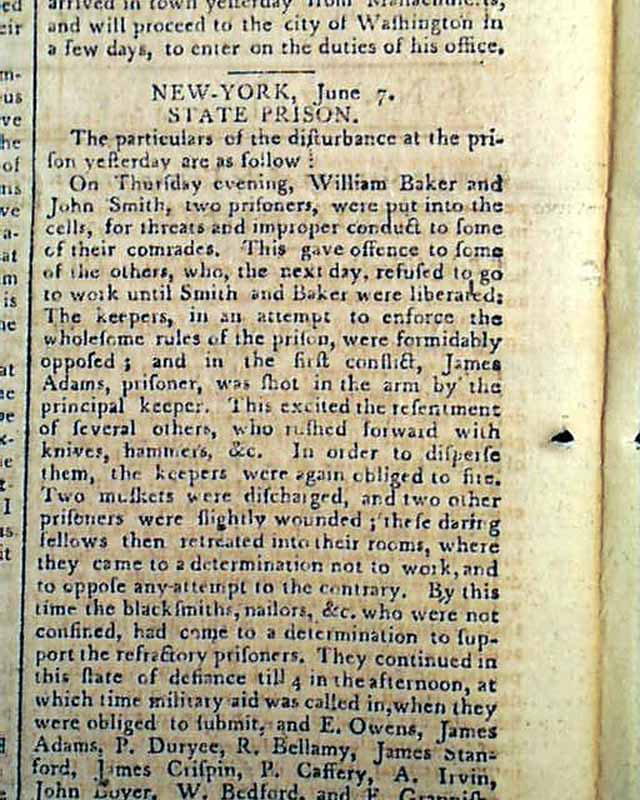 arrived in town yesterday from Maſſachuſetts,
and will proceed to the city of Waſhington in
a few days, to enter on the duties of his office.
NEW-YORK, June 7.
STATE PRISON.
The particulars of the diſturbance at the pri-
ſon yeſterday are as follow :
On Thurſday evening, William Baker and
John Smith, two priſoners, were put into the
cells, for threats and improper conduct to ſome
of their comrades. This gave offence to ſome
of the others, who, the next day, refuſed to go
to work until Smith and Baker were liberated:
The keepers, in an attempt to enforce the
wholeſome rules of the priſon, were formidably
oppoſed ; and in the firſt conflict, James
Adams, priſoner, was ſhot in the arm by the
principal keeper. This excited the reſentment
of ſeveral others, who ruſhed forward with
knives, hammers, &c. In order to diſperſe
them, the keepers were again obliged to fire.
Two muſkets were diſcharged, and two other
priſoners were ſlightly wounded ; theſe daring
fellows then retreated into their rooms, where
they came to a determination not to work, and
to oppoſe any attempt to the contrary. By this
time the blackſmiths, nailors, &c. who were not
confined, had come to a determination to ſup-
port the refractory priſoners. They continued in
this ſtate of defiance till 4 in the afternoon, at
which time military aid was called in, when they
were obliged to ſubmit, and E. Owens, James
Adams, P. Duryee, R. Bellamy, James Stan-
ford, James Criſpin, P. Caffery, A. Irvin,
John Boyer, W. Bedford, and F.